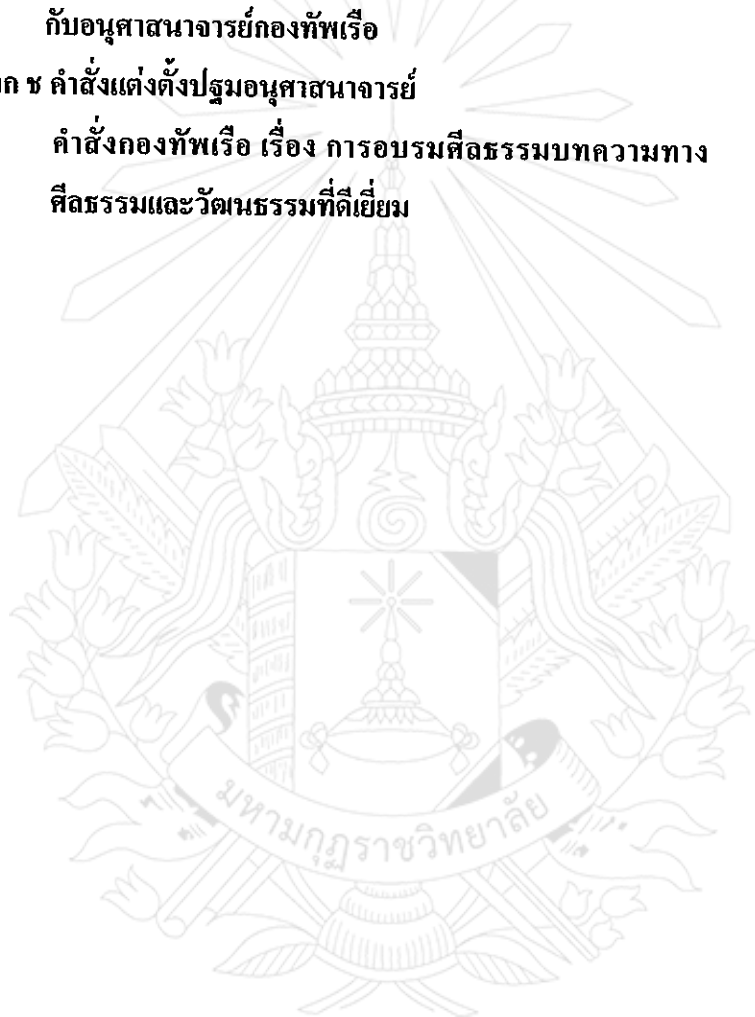 กับอนุศาสนาจารย์กองทัพเรือ
ก ช คำสั่งแต่งตั้งปฐมอนุศาสนาจารย์
คำสั่งกองทัพเรือ เรื่อง การอบรมศีลธรรมบทความทาง
ศีลธรรมและวัฒนธรรมที่ดีเยี่ยม
มหามกุฏราชวิทยาลัย